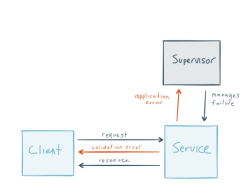 Supervisor
application
error
manages
failure
request
Client
validation error
Service
response